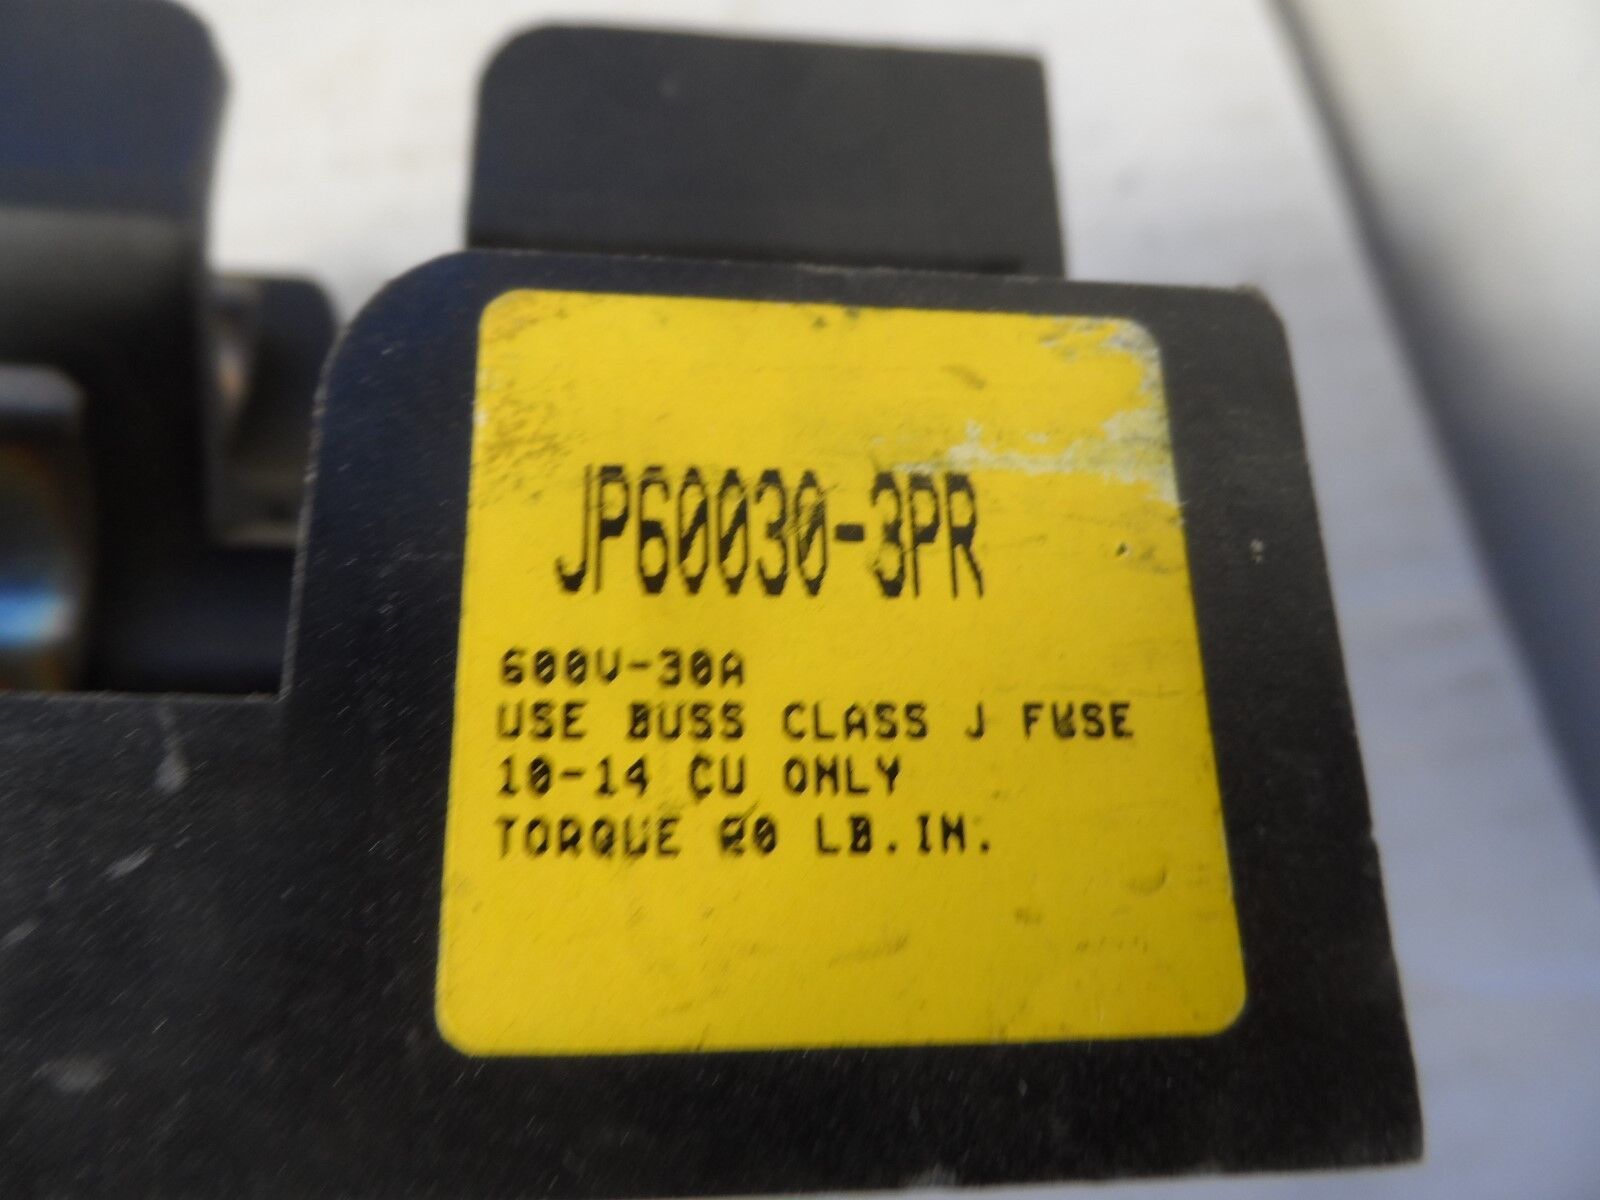 JP60030-3PR
600V-30A
USE BUSS CLASS J FUSE
10-14 CU ONLY
TORQUE 20 LB.IN.